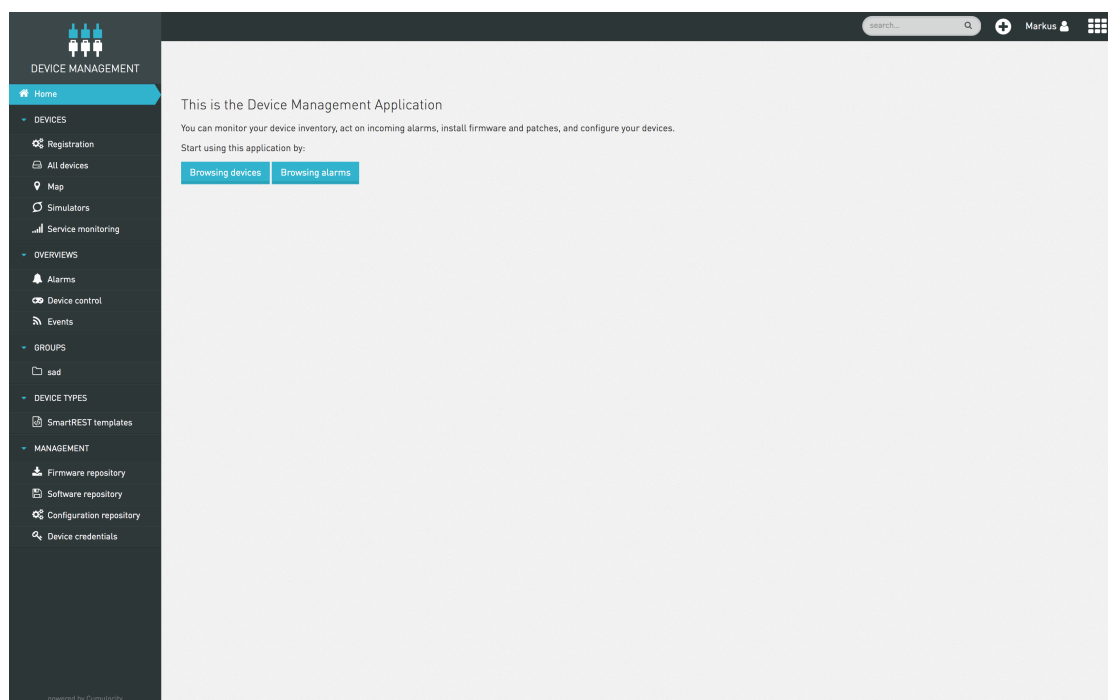 search...
Markus
DEVICE MANAGEMENT
Home
DEVICES
Registration
All devices
Map
Simulators
Service monitoring
OVERVIEWS
Alarms
Device control
Events
GROUPS
sad
DEVICE TYPES
SmartREST templates
MANAGEMENT
Firmware repository
Software repository
Configuration repository
Device credentials
powered by Cumulocity
This is the Device Management Application
You can monitor your device inventory, act on incoming alarms, install firmware and patches, and configure your devices.
Start using this application by:
Browsing devices Browsing alarms